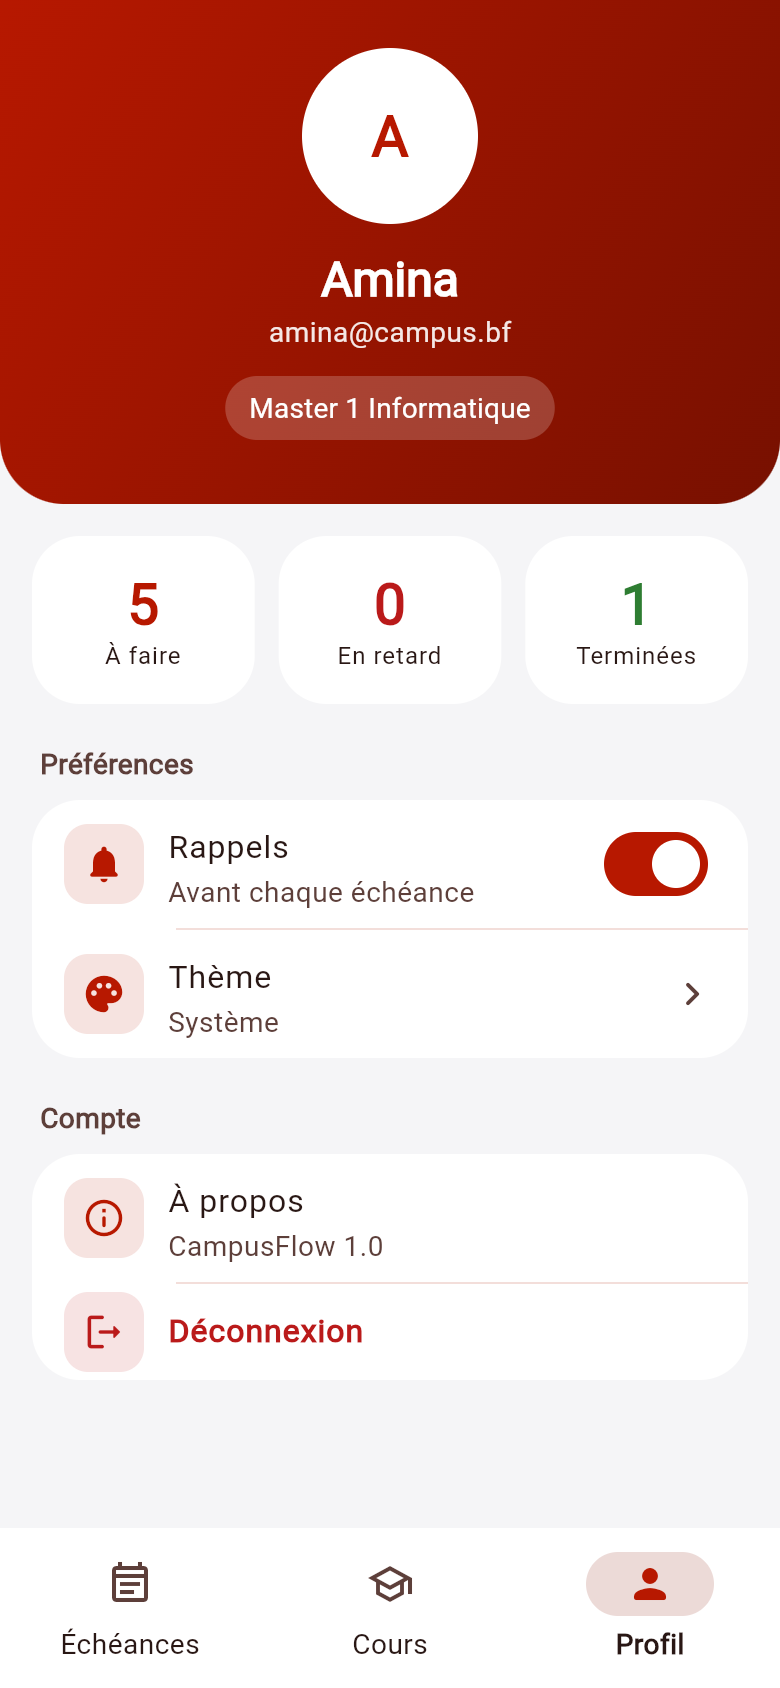 A
Amina
amina@campus.bf
Master 1 Informatique
5
À faire
0
En retard
1
Terminées
Préférences
Rappels
Avant chaque échéance
Thème
Système
Compte
À propos
CampusFlow 1.0
Déconnexion
Échéances
Cours
Profil